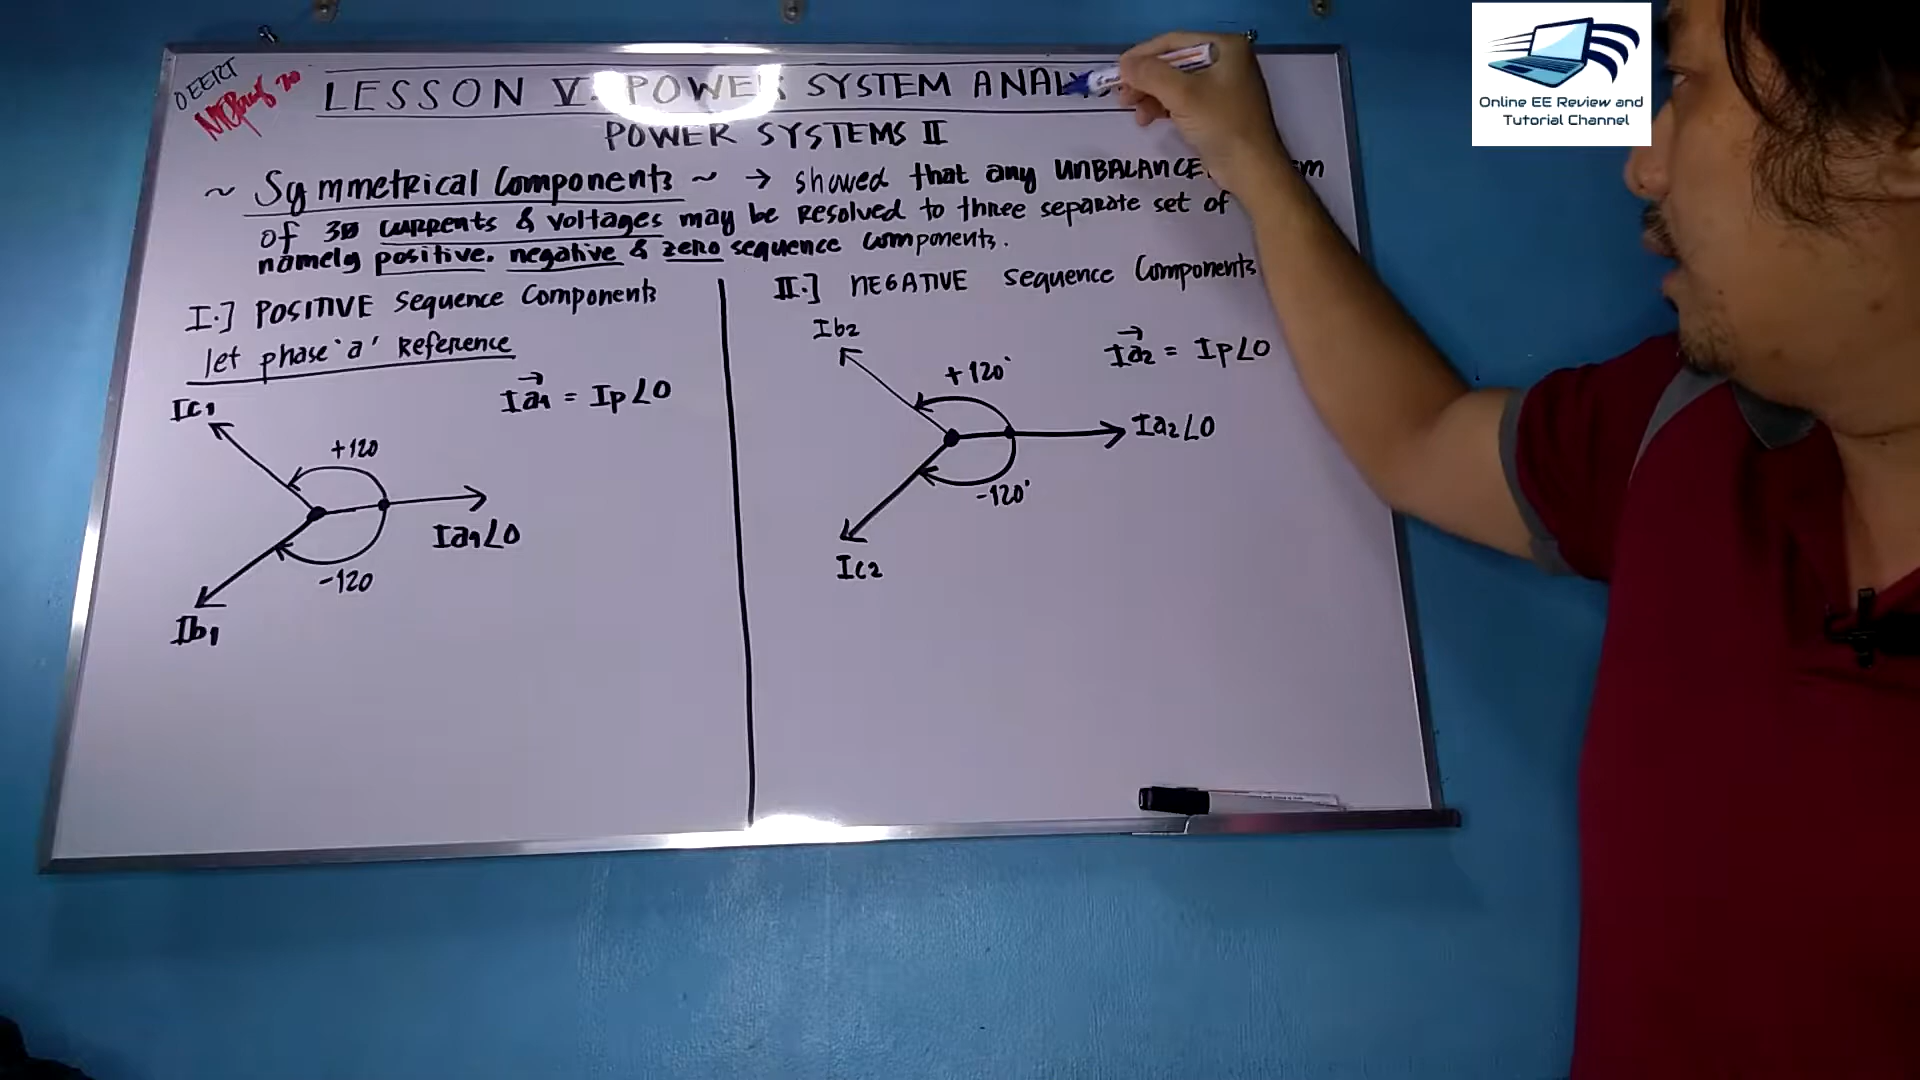 OEERT
LESSON V. POWER SYSTEM ANALYS
POWER SYSTEMS II
~ Symmetrical Components ~ → showed that any UNBALANCE
of 3Ø currents & voltages may be resolved to three separate set of
namely positive, negative & zero sequence components.
I.] POSITIVE sequence Components
let phase 'a' Reference
Ia1 = Ip∠0
Ic1
+120
Ia1∠0
-120
Ib1
II.] NEGATIVE sequence Components
Ib2
+120°
Ia2 = Ip∠0
Ia2∠0
-120°
Ic2
Online EE Review and
Tutorial Channel